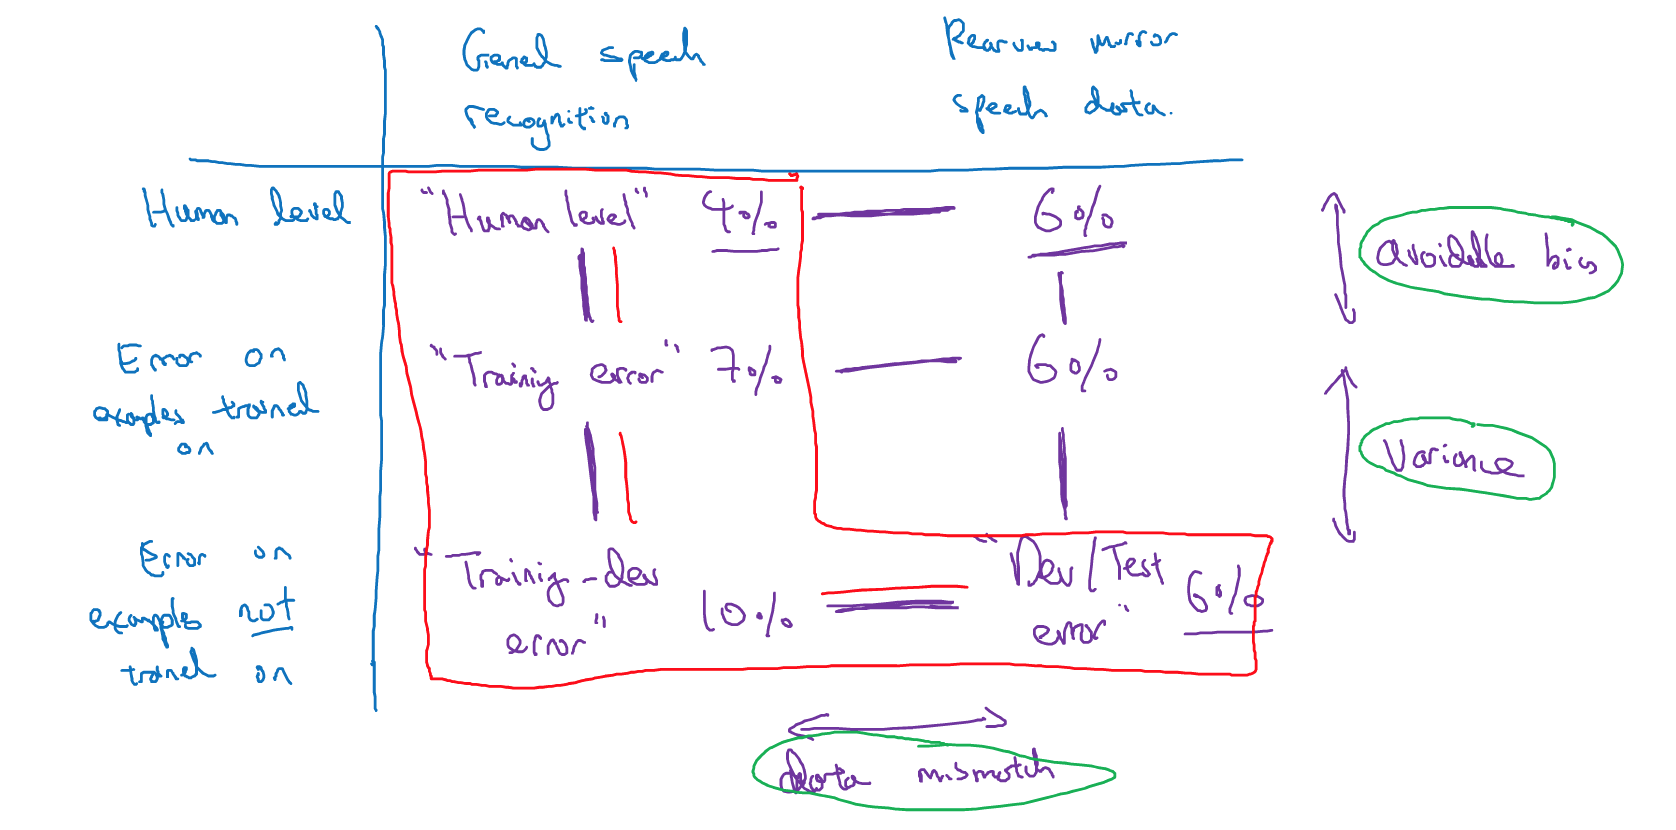 General speech
recognition
Rearview mirror
speech data.
Human level
"Human level" 4%
6%
avoidable bias
Error on
examples trained
on
"Training error" 7%
6%
Variance
Error on
examples not
trained on
"Training-dev
error" 10%
"Dev/Test
error" 6%
data mismatch